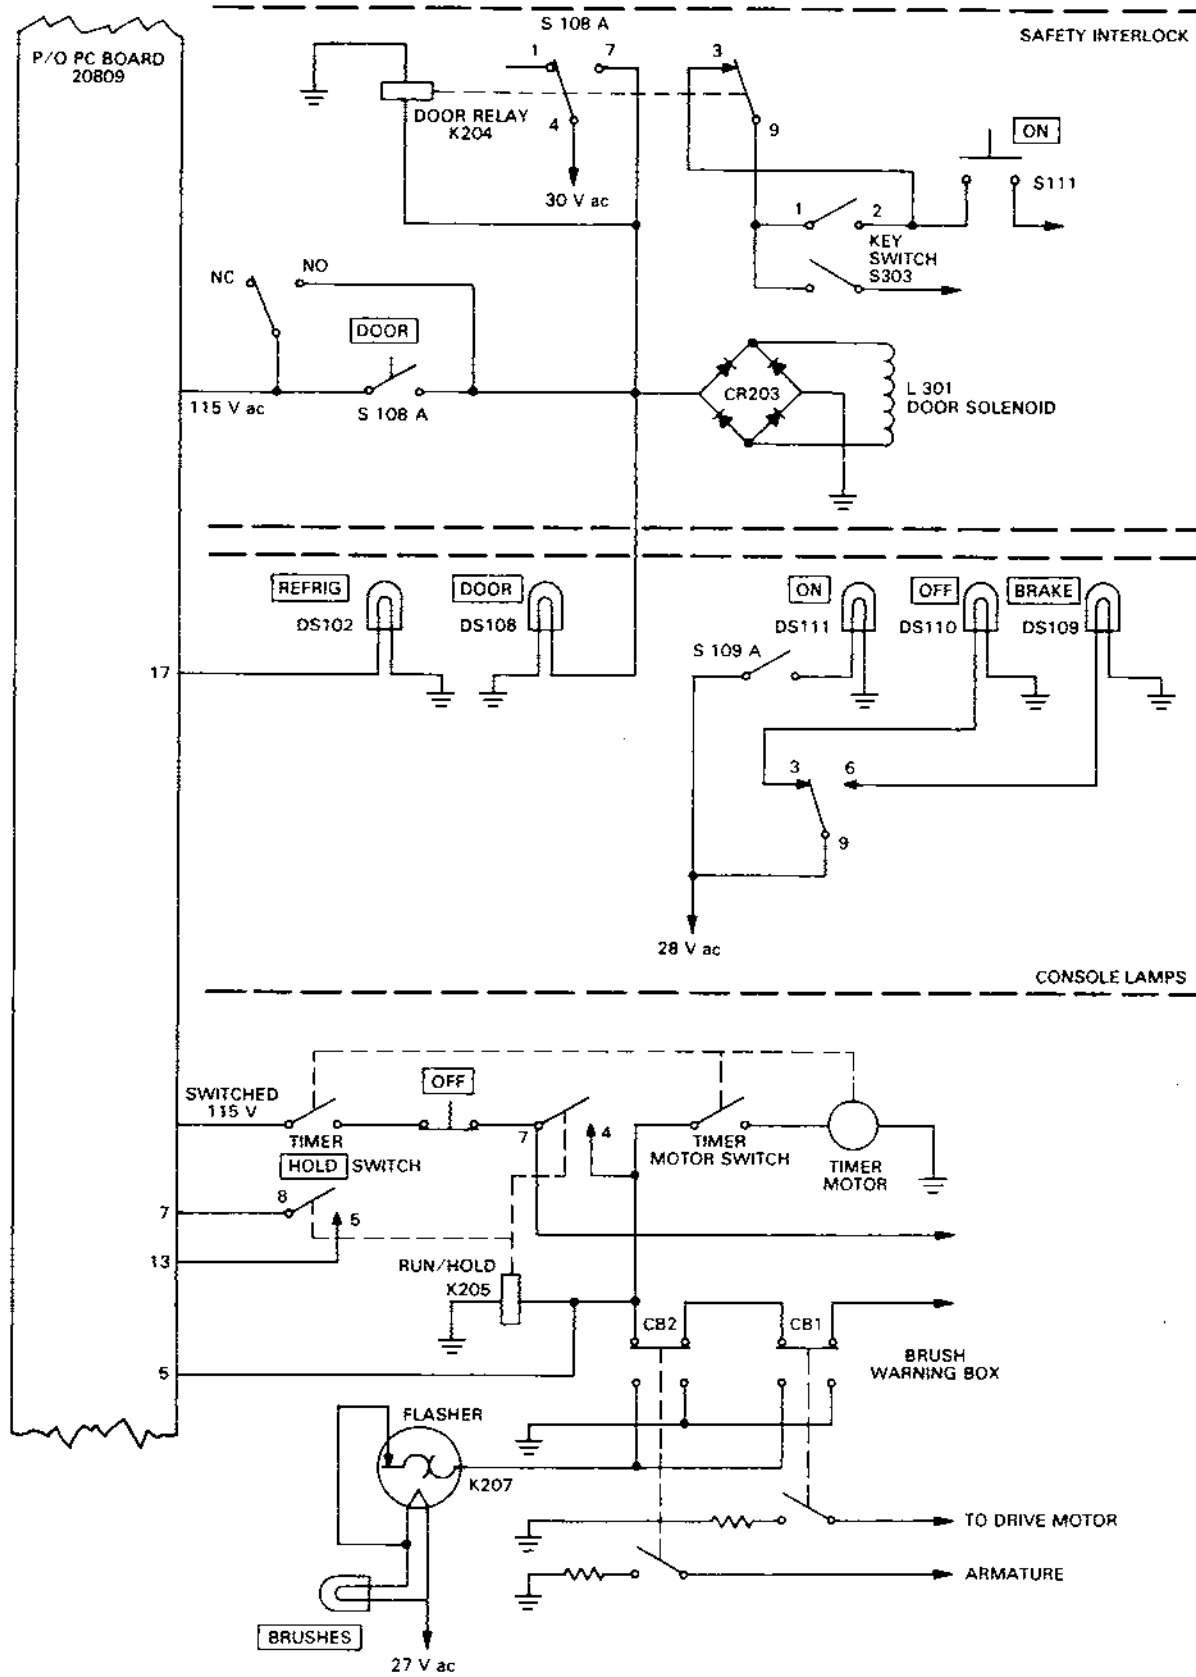 S 108 A
SAFETY INTERLOCK
P/O PC BOARD
20809
1
7
3
DOOR RELAY
K204
4
9
ON
S111
30 V ac
1
2
KEY
SWITCH
S303
NC
NO
DOOR
115 V ac
S 108 A
CR203
L 301
DOOR SOLENOID
REFRIG
DS102
DOOR
DS108
ON
DS111
OFF
DS110
BRAKE
DS109
17
S 109 A
3
6
9
28 V ac
CONSOLE LAMPS
SWITCHED
115 V
OFF
TIMER
7
4
TIMER
MOTOR SWITCH
TIMER
MOTOR
HOLD SWITCH
8
7
5
13
RUN/HOLD
K205
CB2
CB1
BRUSH
WARNING BOX
5
FLASHER
K207
TO DRIVE MOTOR
ARMATURE
BRUSHES
27 V ac